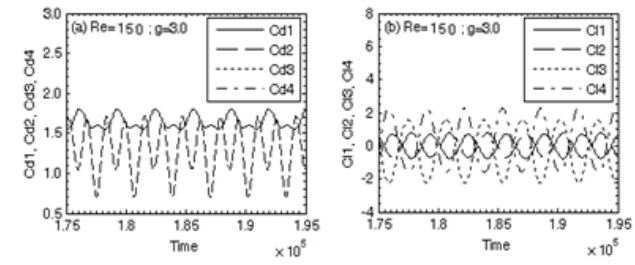 (a) Re=150 ; g=3.0
Cd1
Cd2
Cd3
Cd4
Cd1, Cd2, Cd3, Cd4
3.0
2.5
2.0
1.5
1.0
0.5
1.75
1.8
1.85
1.9
1.95
Time
×10⁵
(b) Re=150 ; g=3.0
Cl1
Cl2
Cl3
Cl4
Cl1, Cl2, Cl3, Cl4
8
6
4
2
0
-2
-4
1.75
1.8
1.85
1.9
1.95
Time
×10⁵